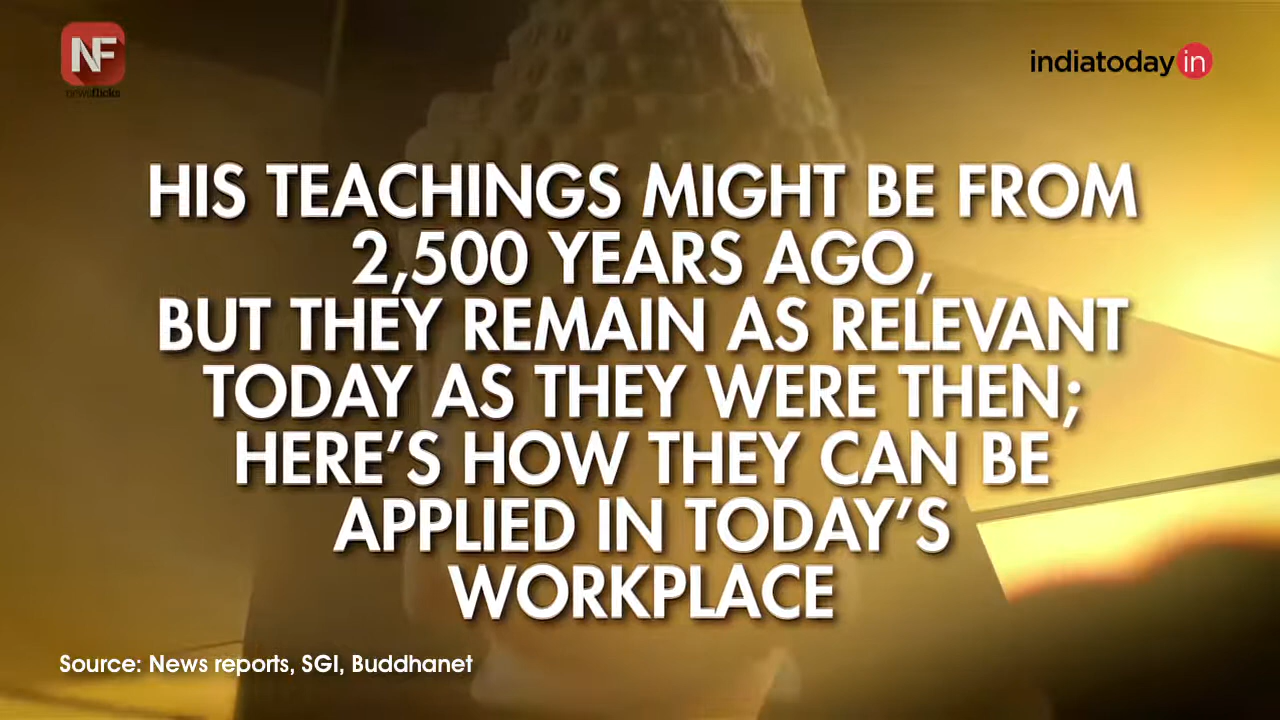 NF
newsflicks
indiatoday in
HIS TEACHINGS MIGHT BE FROM
2,500 YEARS AGO,
BUT THEY REMAIN AS RELEVANT
TODAY AS THEY WERE THEN;
HERE’S HOW THEY CAN BE
APPLIED IN TODAY’S
WORKPLACE
Source: News reports, SGI, Buddhanet